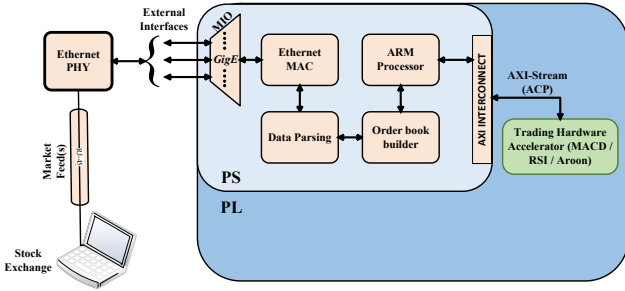 External
Interfaces
MIO
GigE
Ethernet
PHY
Ethernet
MAC
ARM
Processor
AXI INTERCONNECT
AXI-Stream
(ACP)
Data Parsing
Order book
builder
Trading Hardware
Accelerator (MACD /
RSI / Aroon)
Market
Feed(s)
RJ-45
PS
PL
Stock
Exchange